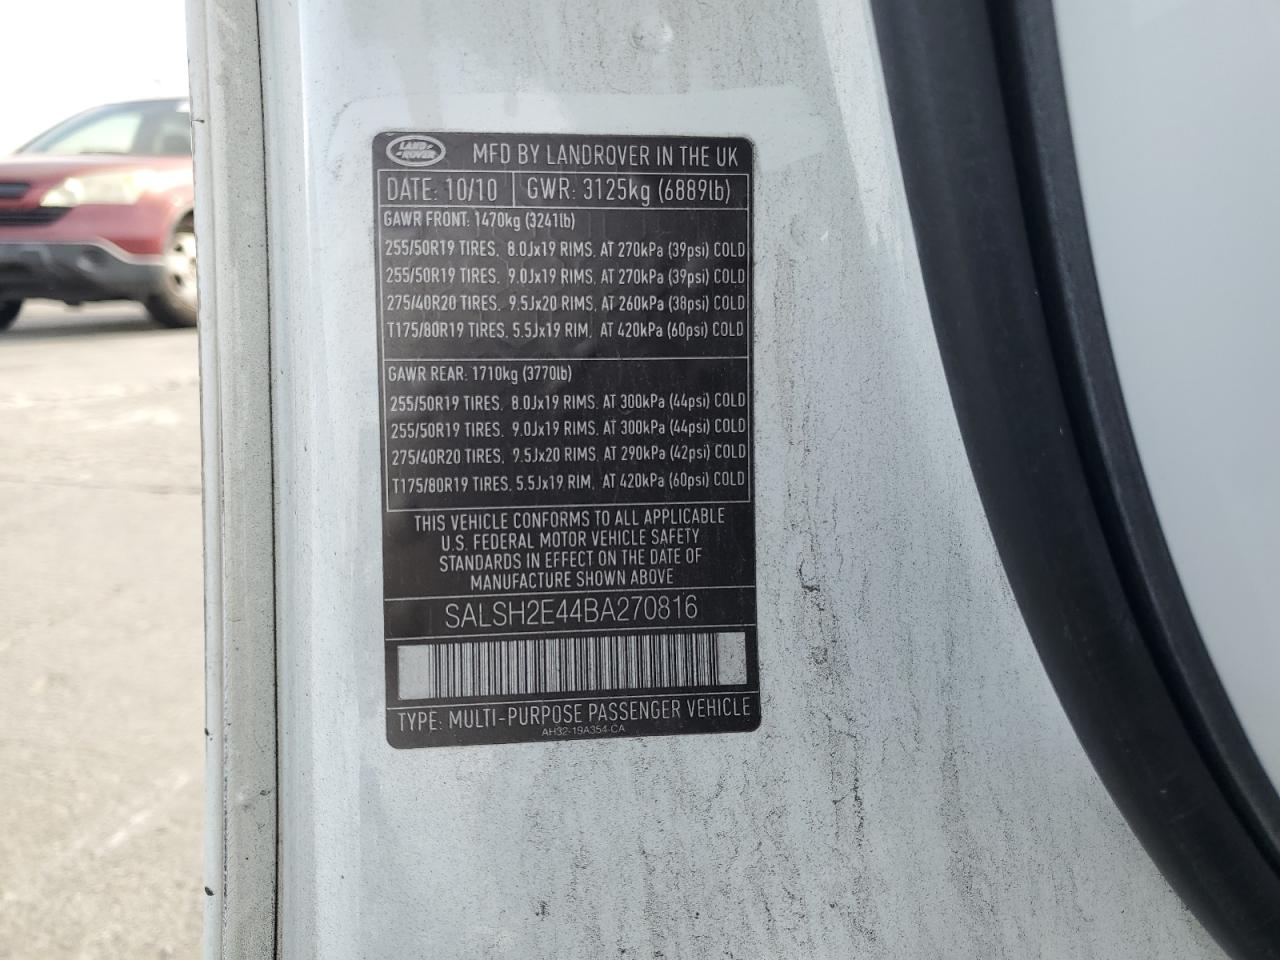 LAND ROVER
MFD BY LANDROVER IN THE UK
DATE: 10/10 GWR: 3125kg (6889lb)
GAWR FRONT: 1470kg (3241lb)
255/50R19 TIRES, 8.0Jx19 RIMS, AT 270kPa (39psi) COLD
255/50R19 TIRES, 9.0Jx19 RIMS, AT 270kPa (39psi) COLD
275/40R20 TIRES, 9.5Jx20 RIMS, AT 260kPa (38psi) COLD
T175/80R19 TIRES, 5.5Jx19 RIM, AT 420kPa (60psi) COLD
GAWR REAR: 1710kg (3770lb)
255/50R19 TIRES, 8.0Jx19 RIMS, AT 300kPa (44psi) COLD
255/50R19 TIRES, 9.0Jx19 RIMS, AT 300kPa (44psi) COLD
275/40R20 TIRES, 9.5Jx20 RIMS, AT 290kPa (42psi) COLD
T175/80R19 TIRES, 5.5Jx19 RIM, AT 420kPa (60psi) COLD
THIS VEHICLE CONFORMS TO ALL APPLICABLE
U.S. FEDERAL MOTOR VEHICLE SAFETY
STANDARDS IN EFFECT ON THE DATE OF
MANUFACTURE SHOWN ABOVE
SALSH2E44BA270816
TYPE: MULTI-PURPOSE PASSENGER VEHICLE
AH32-19A354-CA